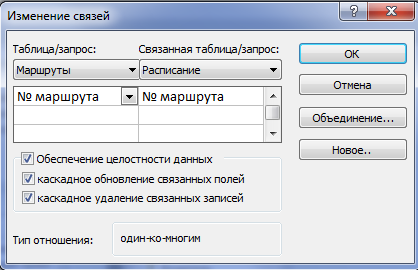 Изменение связей
Таблица/запрос: Связанная таблица/запрос:
Маршруты Расписание
№ маршрута № маршрута
Обеспечение целостности данных
каскадное обновление связанных полей
каскадное удаление связанных записей
Тип отношения: один-ко-многим
ОК
Отмена
Объединение...
Новое..